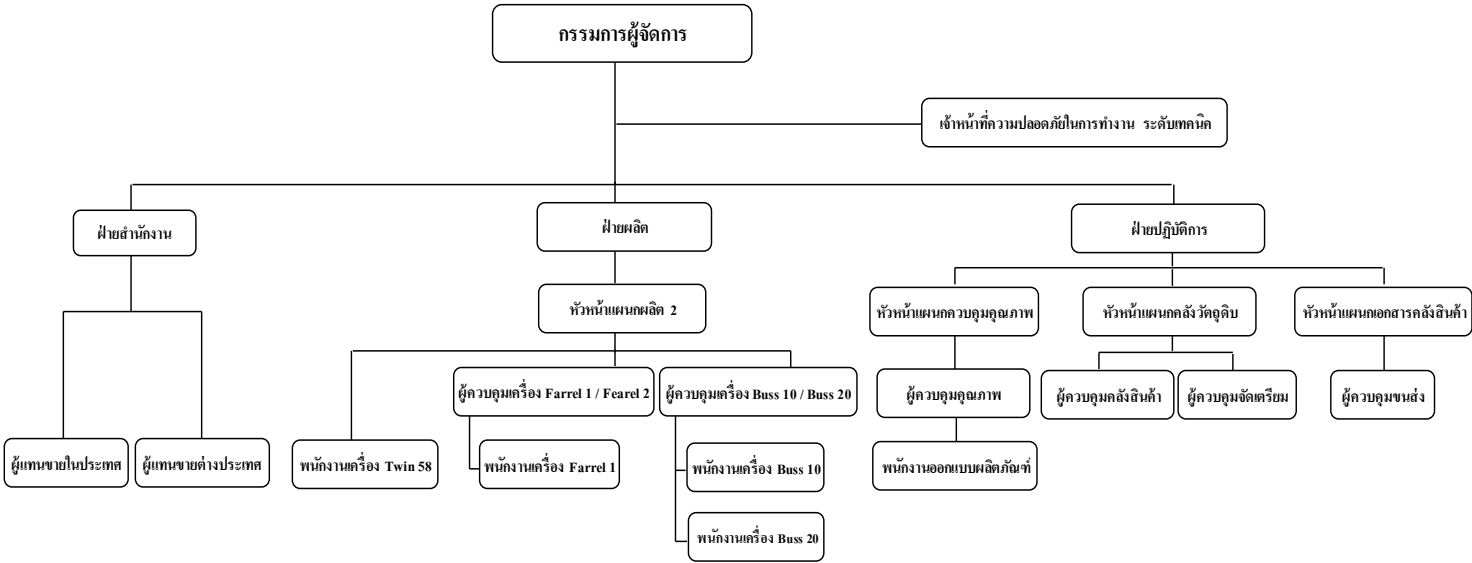 กรรมการผู้จัดการ
เจ้าหน้าที่ความปลอดภัยในการทำงาน ระดับเทคนิค
ฝ่ายสำนักงาน
ฝ่ายผลิต
ฝ่ายปฏิบัติการ
หัวหน้าแผนกผลิต 2
หัวหน้าแผนกควบคุมคุณภาพ
หัวหน้าแผนกคลังวัตถุดิบ
หัวหน้าแผนกเอกสารคลังสินค้า
ผู้ควบคุมเครื่อง Farrel 1 / Fearel 2
ผู้ควบคุมเครื่อง Buss 10 / Buss 20
ผู้ควบคุมคุณภาพ
ผู้ควบคุมคลังสินค้า
ผู้ควบคุมจัดเตรียม
ผู้ควบคุมขนส่ง
ผู้แทนขายในประเทศ
ผู้แทนขายต่างประเทศ
พนักงานเครื่อง Twin 58
พนักงานเครื่อง Farrel 1
พนักงานเครื่อง Buss 10
พนักงานออกแบบผลิตภัณฑ์
พนักงานเครื่อง Buss 20